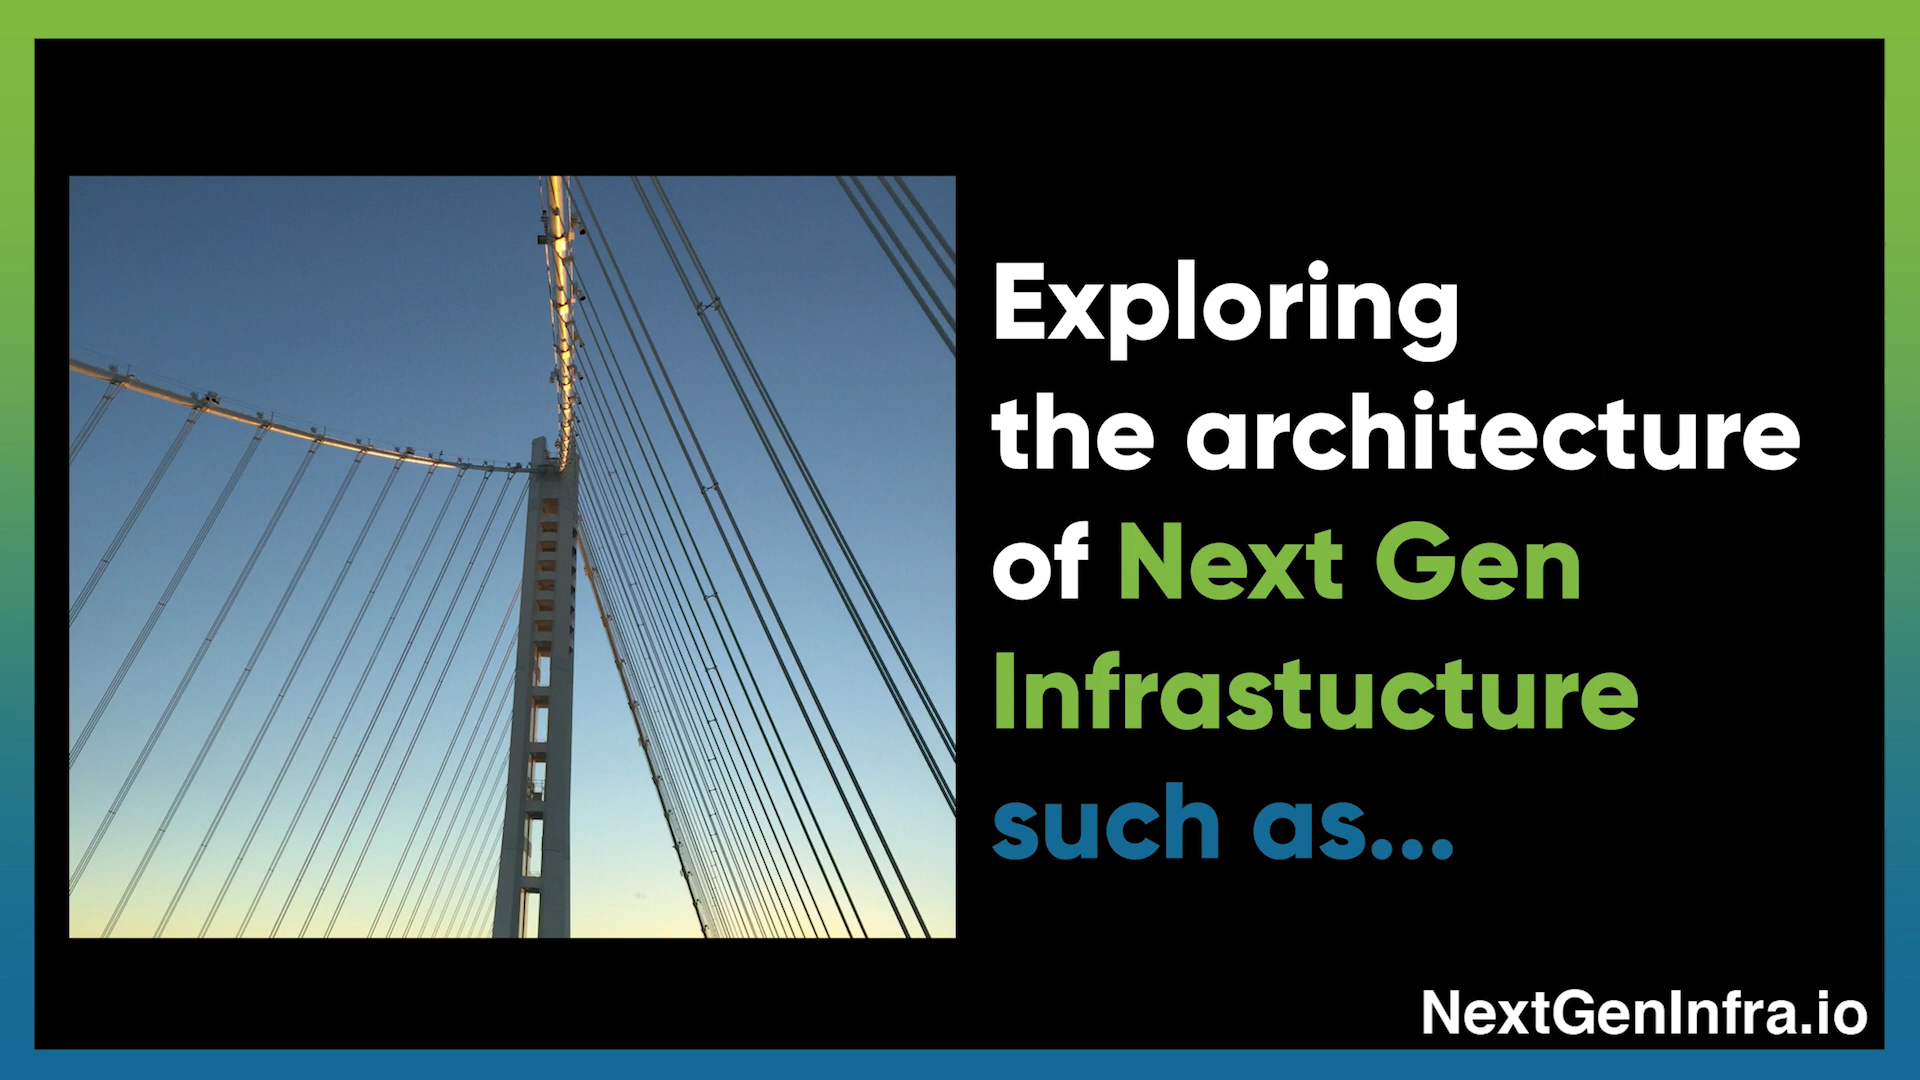 Exploring
the architecture
of Next Gen
Infrastucture
such as...
NextGenInfra.io